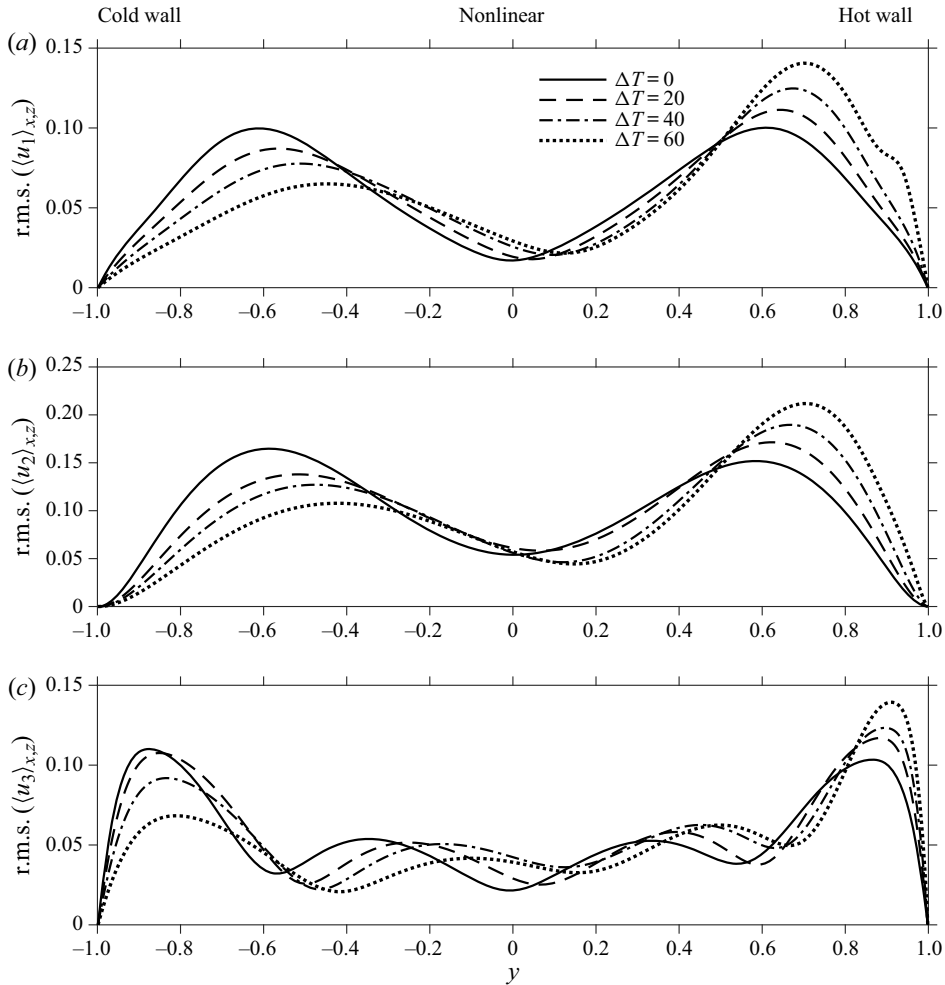 Cold wall Nonlinear Hot wall
(a)
0.15
0.10
0.05
0
r.m.s. (⟨u1⟩x,z)
ΔT = 0
ΔT = 20
ΔT = 40
ΔT = 60
–1.0 –0.8 –0.6 –0.4 –0.2 0 0.2 0.4 0.6 0.8 1.0
(b)
0.25
0.20
0.15
0.10
0.05
0
r.m.s. (⟨u2⟩x,z)
–1.0 –0.8 –0.6 –0.4 –0.2 0 0.2 0.4 0.6 0.8 1.0
(c)
0.15
0.10
0.05
0
r.m.s. (⟨u3⟩x,z)
–1.0 –0.8 –0.6 –0.4 –0.2 0 0.2 0.4 0.6 0.8 1.0
y